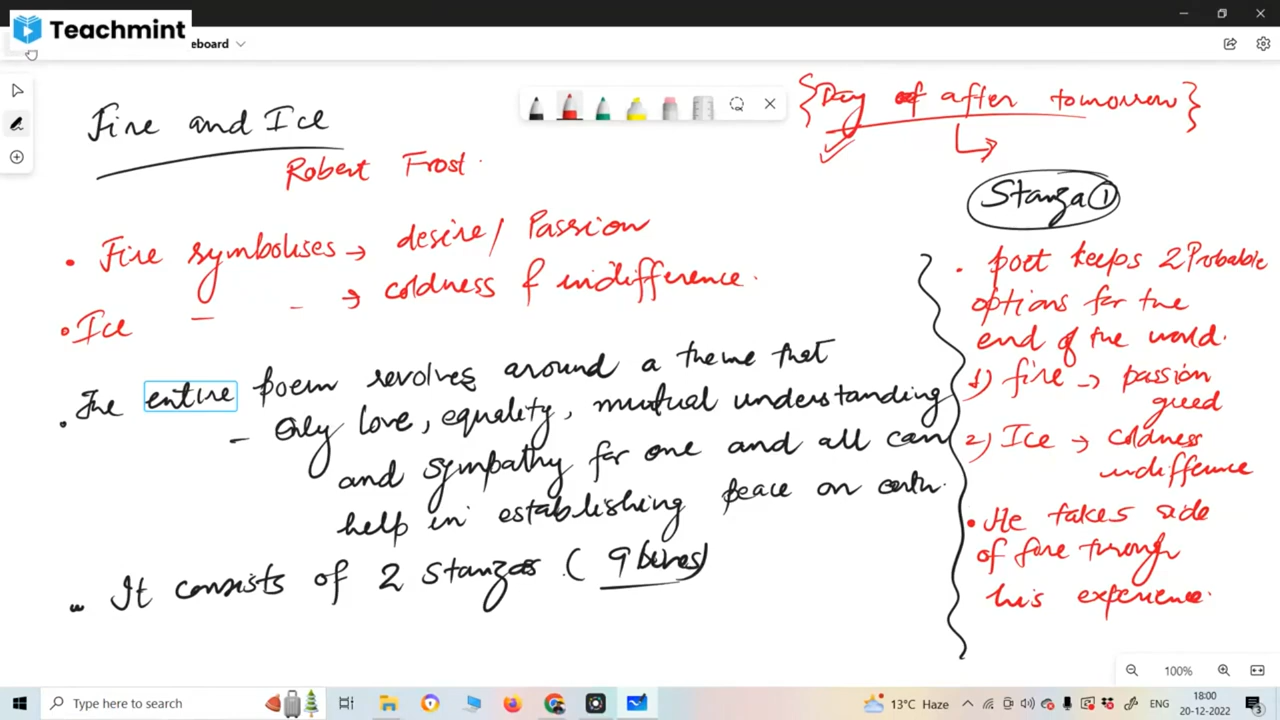 Teachmint
eboard
Fire and Ice
Robert Frost.
• Fire symbolises → desire/ Passion
• Ice - - → coldness & indifference.
. The entire poem revolves around a theme that
- Only love, equality, mutual understanding
and sympathy for one and all can
help in establishing peace on earth.
.. It consists of 2 stanzas. (9 lines)
{Day of after tomorrow}
Stanza 1
• poet keeps 2 Probable
options for the
end of the world.
1) fire → passion
greed
2) Ice → coldness
indifference
• He takes side
of fire through
his experience.
100%
Type here to search
13°C Haze
ENG
18:00
20-12-2022
3